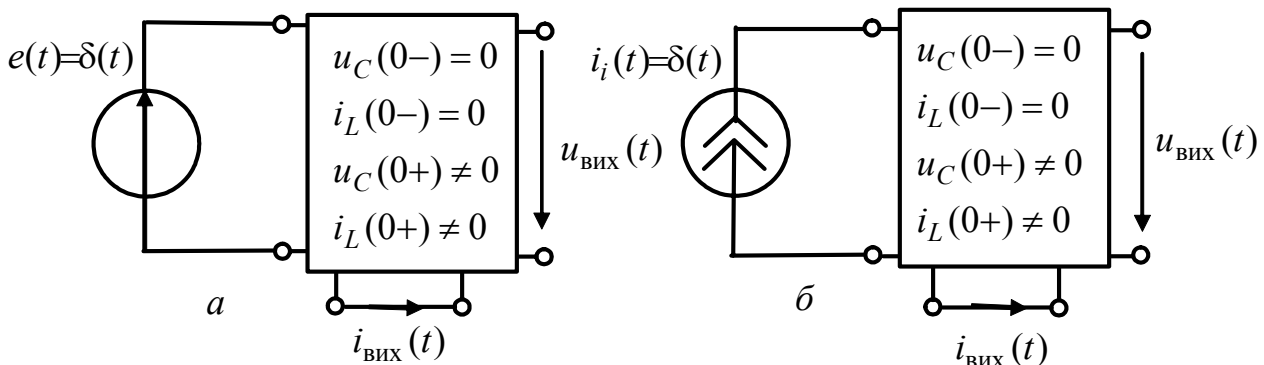 e(t)=δ(t)
u_C(0−) = 0
i_L(0−) = 0
u_C(0+) ≠ 0
i_L(0+) ≠ 0
u_вих(t)
а
i_вих(t)
i_i(t)=δ(t)
u_C(0−) = 0
i_L(0−) = 0
u_C(0+) ≠ 0
i_L(0+) ≠ 0
u_вих(t)
б
i_вих(t)